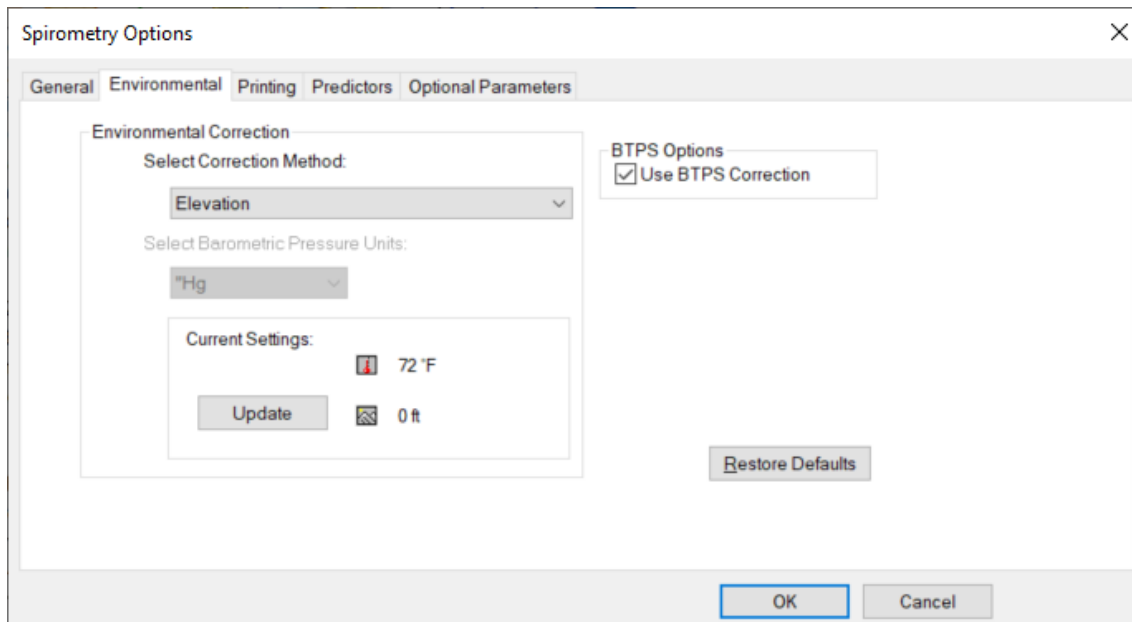 Spirometry Options
General Environmental Printing Predictors Optional Parameters
Environmental Correction
Select Correction Method:
Elevation
Select Barometric Pressure Units:
"Hg
Current Settings:
72 °F
Update
0 ft
BTPS Options
Use BTPS Correction
Restore Defaults
OK Cancel